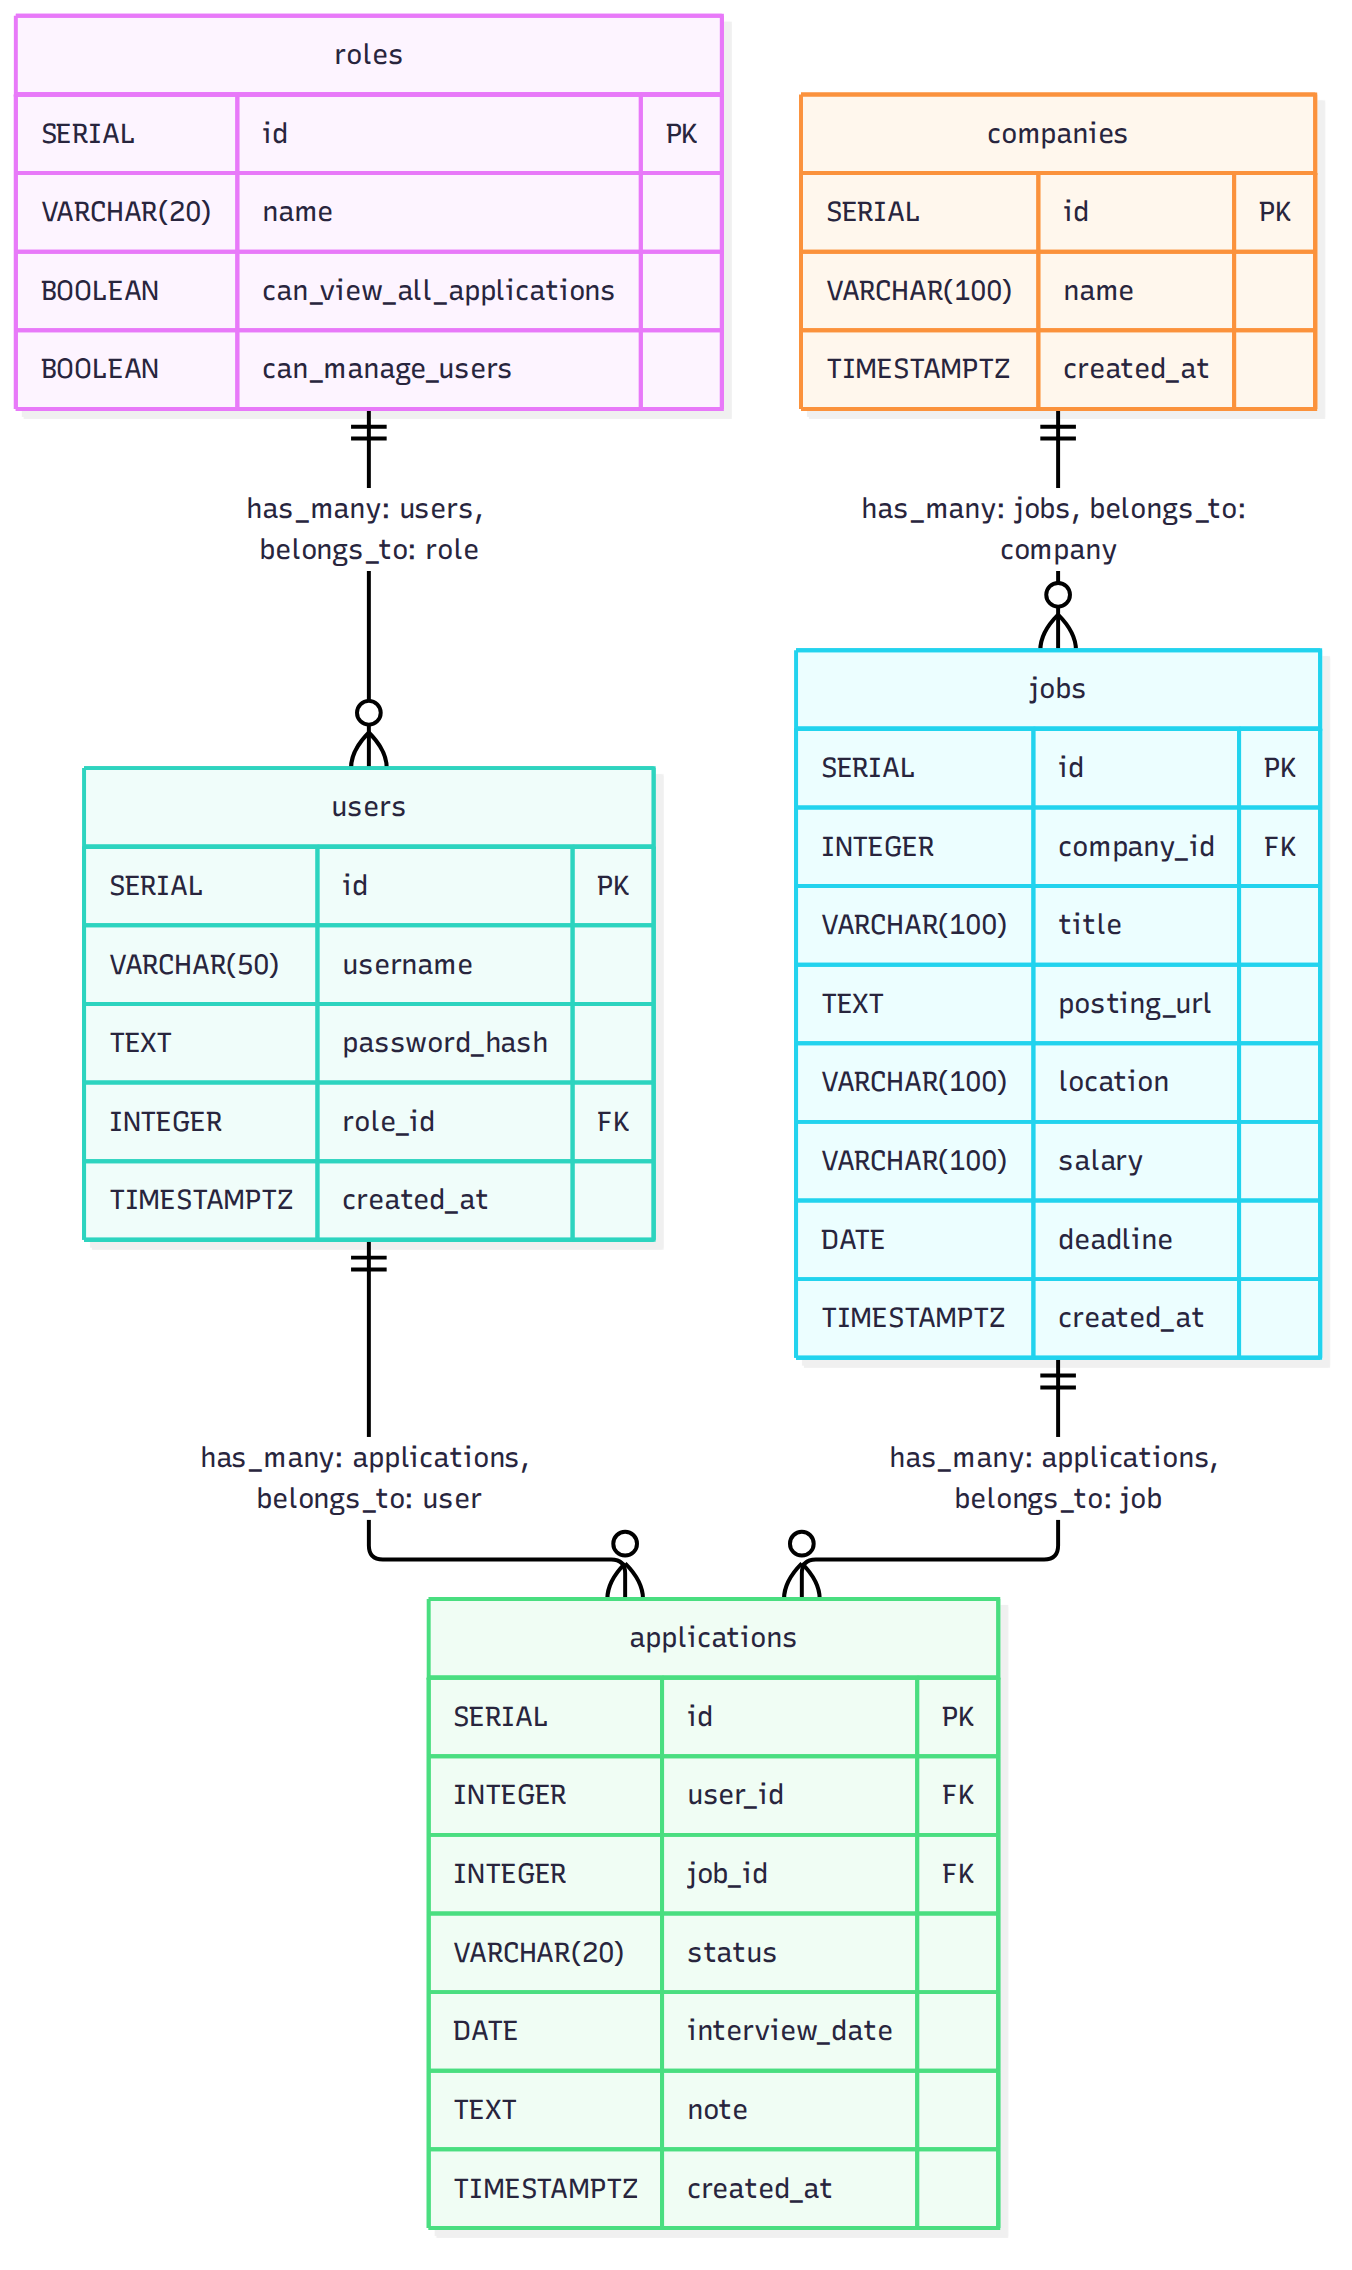 roles
SERIAL id PK
VARCHAR(20) name
BOOLEAN can_view_all_applications
BOOLEAN can_manage_users
companies
SERIAL id PK
VARCHAR(100) name
TIMESTAMPTZ created_at
has_many: users,
belongs_to: role
has_many: jobs, belongs_to:
company
users
SERIAL id PK
VARCHAR(50) username
TEXT password_hash
INTEGER role_id FK
TIMESTAMPTZ created_at
jobs
SERIAL id PK
INTEGER company_id FK
VARCHAR(100) title
TEXT posting_url
VARCHAR(100) location
VARCHAR(100) salary
DATE deadline
TIMESTAMPTZ created_at
has_many: applications,
belongs_to: user
has_many: applications,
belongs_to: job
applications
SERIAL id PK
INTEGER user_id FK
INTEGER job_id FK
VARCHAR(20) status
DATE interview_date
TEXT note
TIMESTAMPTZ created_at